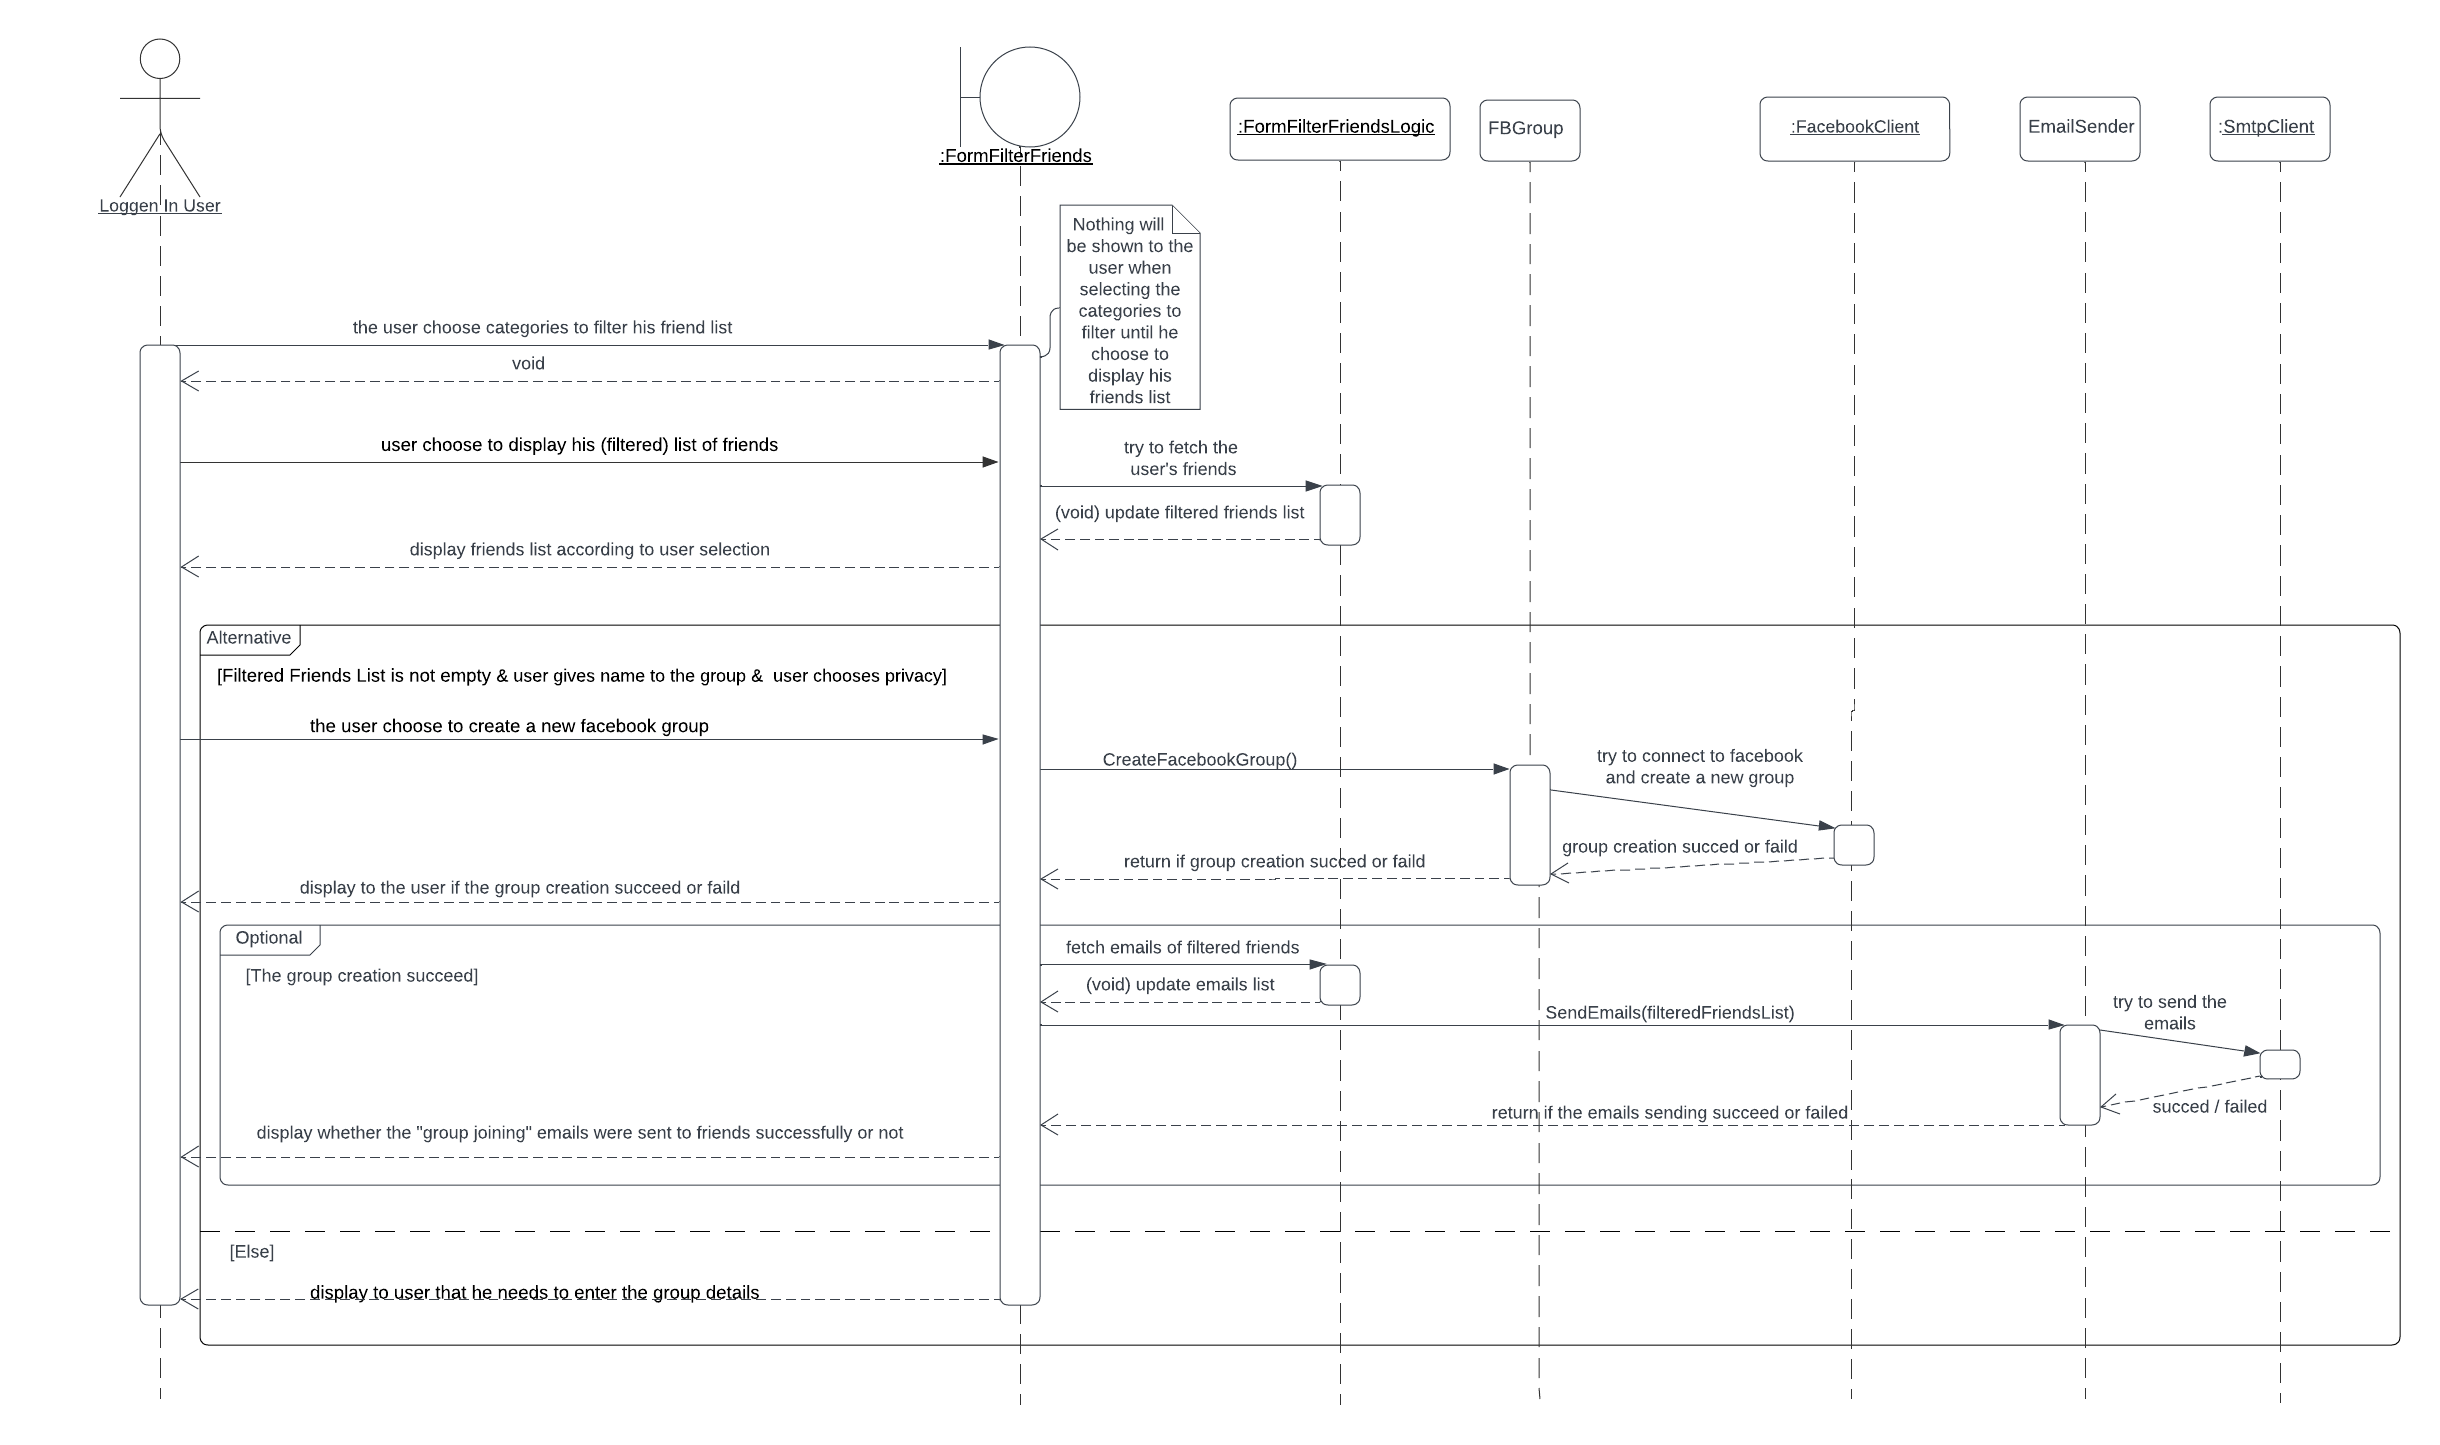 :FormFilterFriendsLogic
FBGroup
:FacebookClient
EmailSender
:SmtpClient
:FormFilterFriends
Loggen In User
Nothing will
be shown to the
user when
selecting the
categories to
filter until he
choose to
display his
friends list
the user choose categories to filter his friend list
void
user choose to display his (filtered) list of friends
try to fetch the
user's friends
(void) update filtered friends list
display friends list according to user selection
Alternative
[Filtered Friends List is not empty & user gives name to the group &  user chooses privacy]
the user choose to create a new facebook group
CreateFacebookGroup()
try to connect to facebook
and create a new group
group creation succed or faild
return if group creation succed or faild
display to the user if the group creation succeed or faild
Optional
[The group creation succeed]
fetch emails of filtered friends
(void) update emails list
SendEmails(filteredFriendsList)
try to send the
emails
succed / failed
return if the emails sending succeed or failed
display whether the "group joining" emails were sent to friends successfully or not
[Else]
display to user that he needs to enter the group details